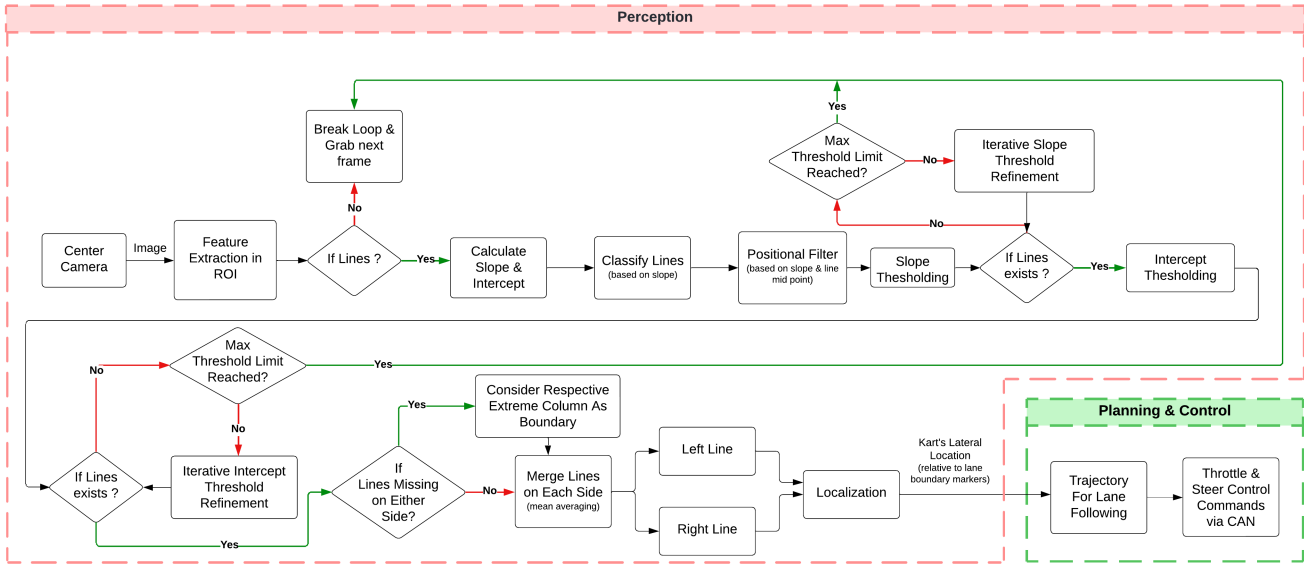 Perception
Break Loop &
Grab next
frame
Yes
Max
Threshold Limit
Reached?
No
Iterative Slope
Threshold
Refinement
No
No
Center
Camera
Image
Feature
Extraction in
ROI
If Lines ?
Yes
Calculate
Slope &
Intercept
Classify Lines
(based on slope)
Positional Filter
(based on slope & line
mid point)
Slope
Thesholding
If Lines
exists ?
Yes
Intercept
Thesholding
Max
Threshold Limit
Reached?
Yes
No
No
If Lines
exists ?
Iterative Intercept
Threshold
Refinement
Yes
If
Lines Missing
on Either
Side?
Yes
Consider Respective
Extreme Column As
Boundary
No
Merge Lines
on Each Side
(mean averaging)
Left Line
Right Line
Localization
Kart's Lateral
Location
(relative to lane
boundary markers)
Planning & Control
Trajectory
For Lane
Following
Throttle &
Steer Control
Commands
via CAN